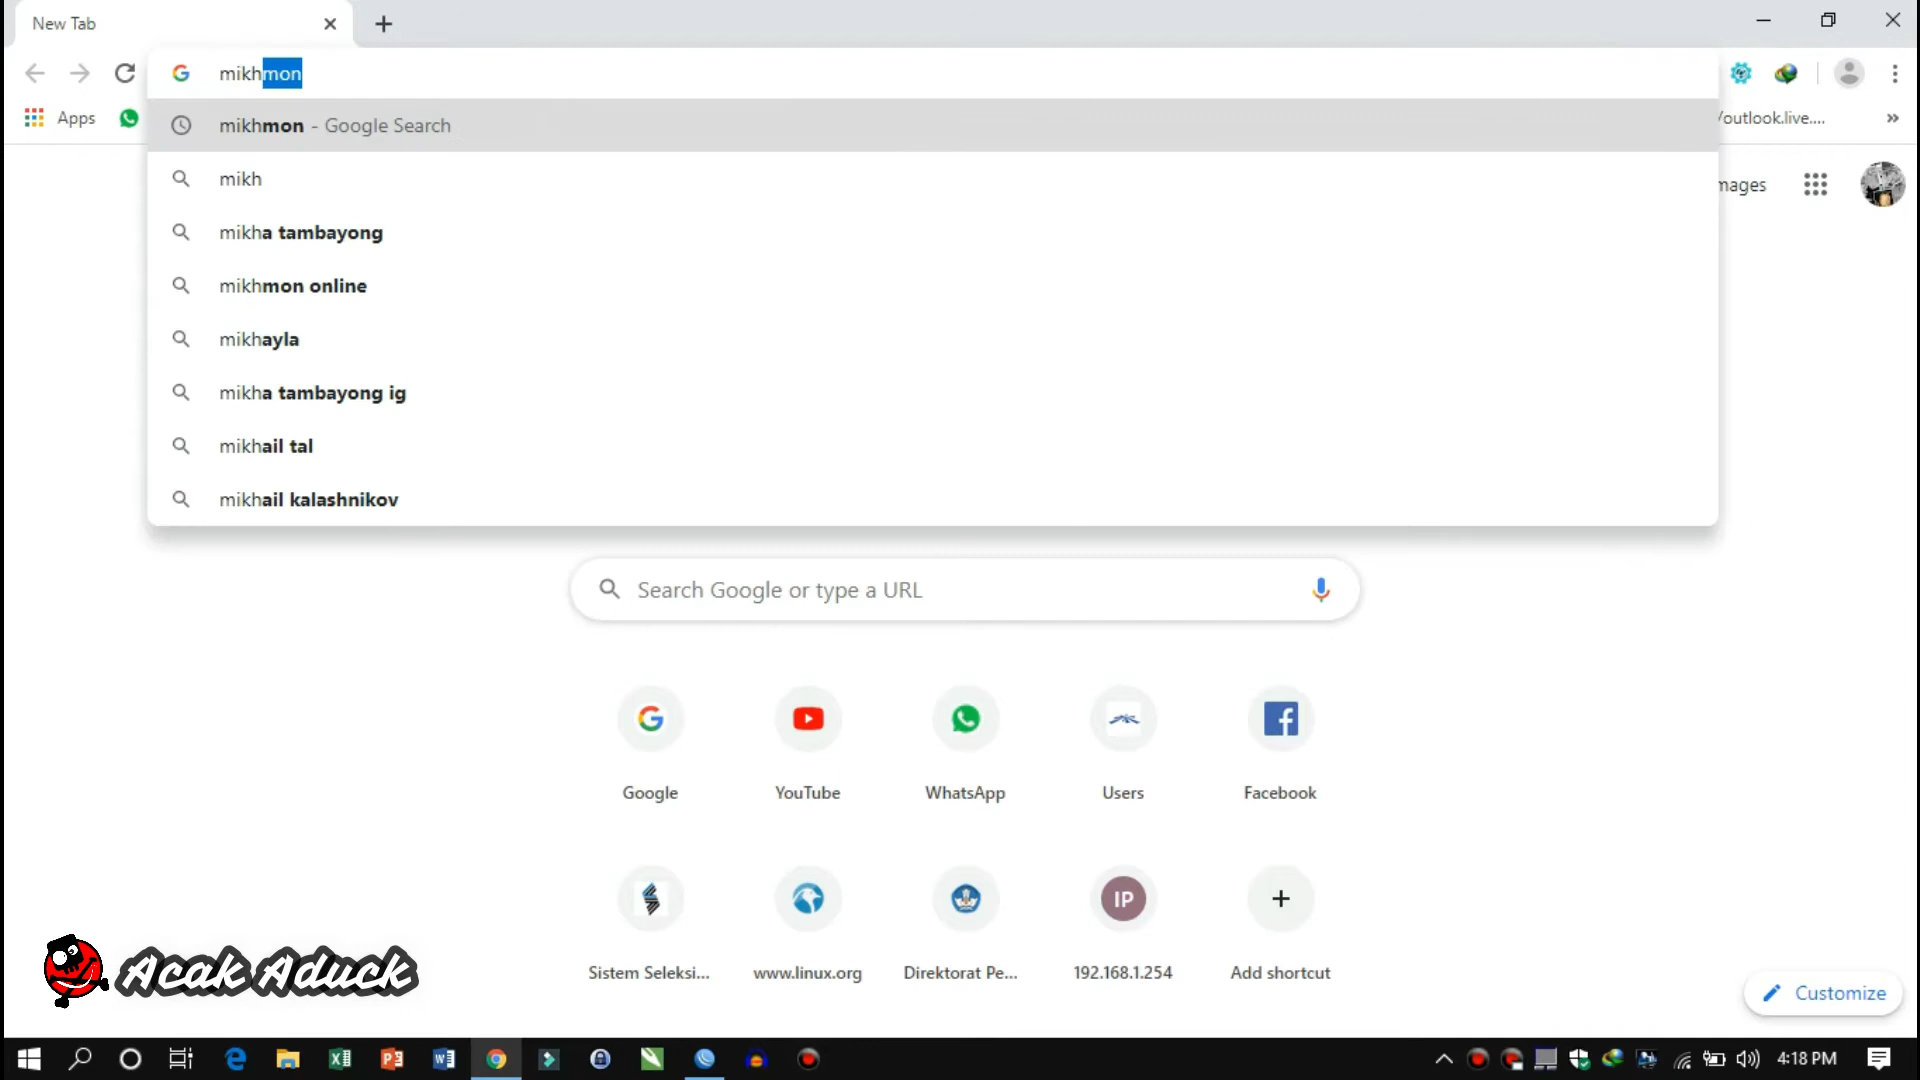 New Tab
mikhmon
Apps
/outlook.live....
mikhmon - Google Search
mikh
mages
mikha tambayong
mikhmon online
mikhayla
mikha tambayong ig
mikhail tal
mikhail kalashnikov
Search Google or type a URL
Google
YouTube
WhatsApp
Users
Facebook
IP
Sistem Seleksi...
www.linux.org
Direktorat Pe...
192.168.1.254
Add shortcut
Acak Aduck
Customize
4:18 PM